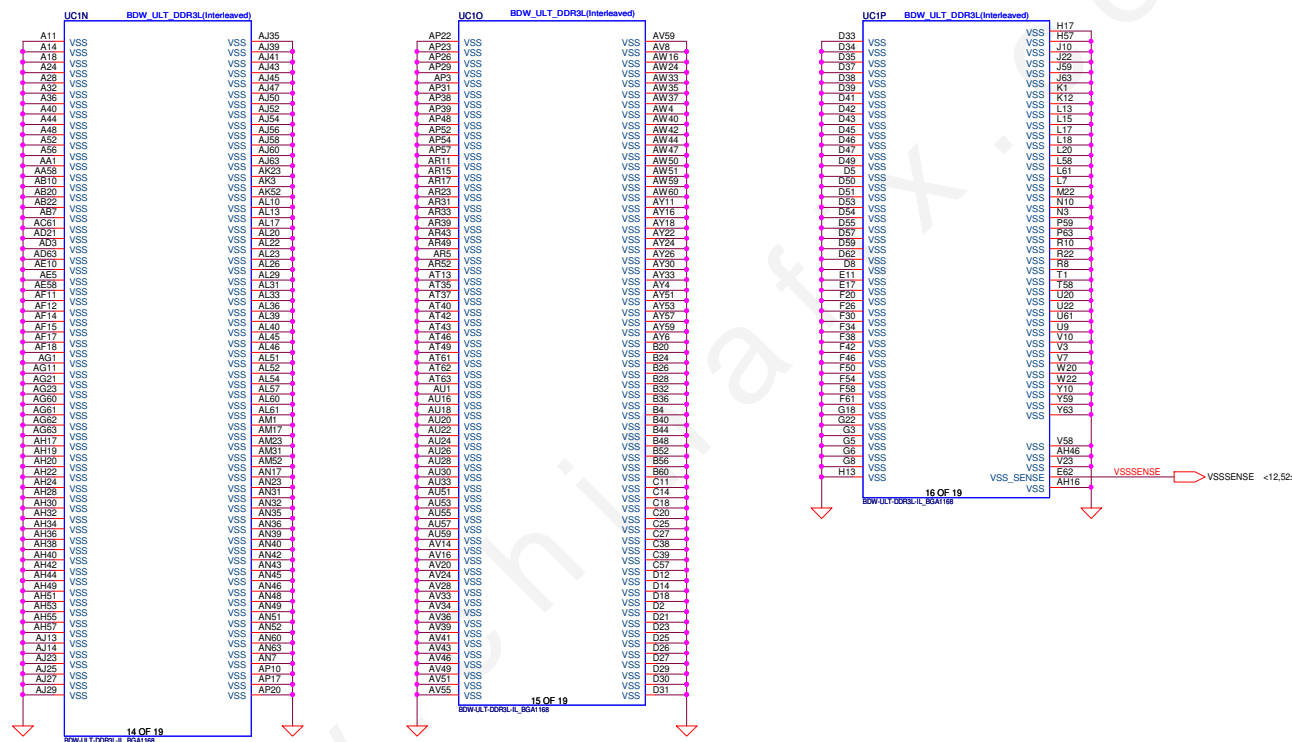 UC1N BDW_ULT_DDR3L(Interleaved)
A11 VSS VSS AJ35
A14 VSS VSS AJ39
A18 VSS VSS AJ41
A24 VSS VSS AJ43
A28 VSS VSS AJ45
A32 VSS VSS AJ47
A36 VSS VSS AJ50
A40 VSS VSS AJ52
A44 VSS VSS AJ54
A48 VSS VSS AJ56
A52 VSS VSS AJ58
A56 VSS VSS AJ60
AA1 VSS VSS AJ63
AA58 VSS VSS AK23
AB10 VSS VSS AK3
AB20 VSS VSS AK52
AB22 VSS VSS AL10
AB7 VSS VSS AL13
AC61 VSS VSS AL17
AD21 VSS VSS AL20
AD3 VSS VSS AL22
AD63 VSS VSS AL23
AE10 VSS VSS AL26
AE5 VSS VSS AL29
AE58 VSS VSS AL31
AF11 VSS VSS AL33
AF12 VSS VSS AL36
AF14 VSS VSS AL39
AF15 VSS VSS AL40
AF17 VSS VSS AL45
AF18 VSS VSS AL46
AG1 VSS VSS AL51
AG11 VSS VSS AL52
AG21 VSS VSS AL54
AG23 VSS VSS AL57
AG60 VSS VSS AL60
AG61 VSS VSS AL61
AG62 VSS VSS AM1
AG63 VSS VSS AM17
AH17 VSS VSS AM23
AH19 VSS VSS AM31
AH20 VSS VSS AM52
AH22 VSS VSS AN17
AH24 VSS VSS AN23
AH28 VSS VSS AN31
AH30 VSS VSS AN32
AH32 VSS VSS AN35
AH34 VSS VSS AN36
AH36 VSS VSS AN39
AH38 VSS VSS AN40
AH40 VSS VSS AN42
AH42 VSS VSS AN43
AH44 VSS VSS AN45
AH49 VSS VSS AN46
AH51 VSS VSS AN48
AH53 VSS VSS AN49
AH55 VSS VSS AN51
AH57 VSS VSS AN52
AJ13 VSS VSS AN60
AJ14 VSS VSS AN63
AJ23 VSS VSS AN7
AJ25 VSS VSS AP10
AJ27 VSS VSS AP17
AJ29 VSS VSS AP20
14 OF 19
BDW-ULT-DDR3L-IL_BGA1168
UC1O BDW_ULT_DDR3L(Interleaved)
AP22 VSS VSS AV59
AP23 VSS VSS AV8
AP26 VSS VSS AW16
AP29 VSS VSS AW24
AP3 VSS VSS AW33
AP31 VSS VSS AW35
AP38 VSS VSS AW37
AP39 VSS VSS AW4
AP48 VSS VSS AW40
AP52 VSS VSS AW42
AP54 VSS VSS AW44
AP57 VSS VSS AW47
AR11 VSS VSS AW50
AR15 VSS VSS AW51
AR17 VSS VSS AW59
AR23 VSS VSS AW60
AR31 VSS VSS AY11
AR33 VSS VSS AY16
AR39 VSS VSS AY18
AR43 VSS VSS AY22
AR49 VSS VSS AY24
AR5 VSS VSS AY26
AR52 VSS VSS AY30
AT13 VSS VSS AY33
AT35 VSS VSS AY4
AT37 VSS VSS AY51
AT40 VSS VSS AY53
AT42 VSS VSS AY57
AT43 VSS VSS AY59
AT46 VSS VSS AY6
AT49 VSS VSS B20
AT61 VSS VSS B24
AT62 VSS VSS B26
AT63 VSS VSS B28
AU1 VSS VSS B32
AU16 VSS VSS B36
AU18 VSS VSS B4
AU20 VSS VSS B40
AU22 VSS VSS B44
AU24 VSS VSS B48
AU26 VSS VSS B52
AU28 VSS VSS B56
AU30 VSS VSS B60
AU33 VSS VSS C11
AU51 VSS VSS C14
AU53 VSS VSS C18
AU55 VSS VSS C20
AU57 VSS VSS C25
AU59 VSS VSS C27
AV14 VSS VSS C38
AV16 VSS VSS C39
AV20 VSS VSS C57
AV24 VSS VSS D12
AV28 VSS VSS D14
AV33 VSS VSS D18
AV34 VSS VSS D2
AV36 VSS VSS D21
AV39 VSS VSS D23
AV41 VSS VSS D25
AV43 VSS VSS D26
AV46 VSS VSS D27
AV49 VSS VSS D29
AV51 VSS VSS D30
AV55 VSS VSS D31
15 OF 19
BDW-ULT-DDR3L-IL_BGA1168
UC1P BDW_ULT_DDR3L(Interleaved)
VSS H17
D33 VSS VSS H57
D34 VSS VSS J10
D35 VSS VSS J22
D37 VSS VSS J59
D38 VSS VSS J63
D39 VSS VSS K1
D41 VSS VSS K12
D42 VSS VSS L13
D43 VSS VSS L15
D45 VSS VSS L17
D46 VSS VSS L18
D47 VSS VSS L20
D49 VSS VSS L58
D5 VSS VSS L61
D50 VSS VSS L7
D51 VSS VSS M22
D53 VSS VSS N10
D54 VSS VSS N3
D55 VSS VSS P59
D57 VSS VSS P63
D59 VSS VSS R10
D62 VSS VSS R22
D8 VSS VSS R8
E11 VSS VSS T1
E17 VSS VSS T58
F20 VSS VSS U20
F26 VSS VSS U22
F30 VSS VSS U61
F34 VSS VSS U9
F38 VSS VSS V10
F42 VSS VSS V3
F46 VSS VSS V7
F50 VSS VSS W20
F54 VSS VSS W22
F58 VSS VSS Y10
F61 VSS VSS Y59
G18 VSS VSS Y63
G22 VSS
G3 VSS
G5 VSS VSS V58
G6 VSS VSS AH46
G8 VSS VSS V23
H13 VSS VSS_SENSE E62 VSSSENSE VSSSENSE <12,52>
VSS AH16
16 OF 19
BDW-ULT-DDR3L-IL_BGA1168